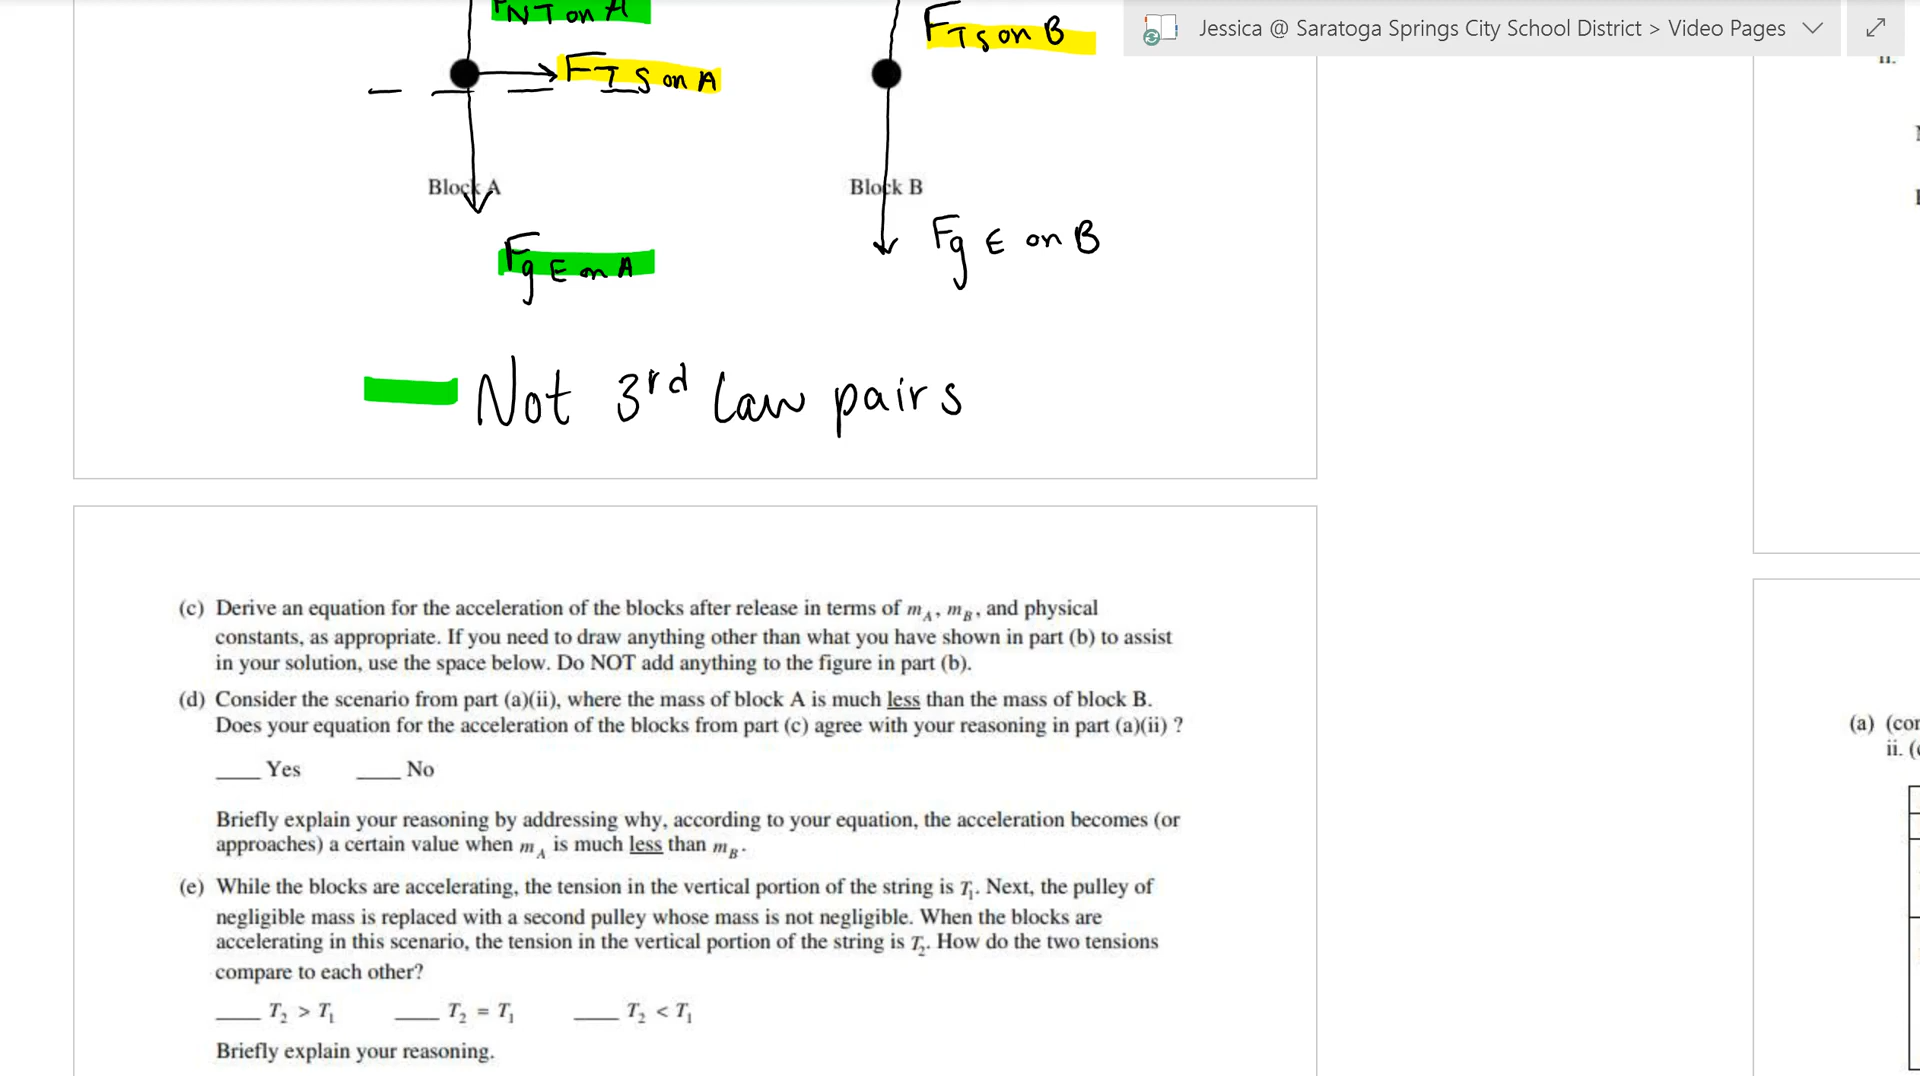 FNT on A
FTS on B
Jessica @ Saratoga Springs City School District > Video Pages
ii.
FTS on A
Block A
Block B
Fg E on A
Fg E on B
Not 3rd Law pairs
(c) Derive an equation for the acceleration of the blocks after release in terms of mA, mB, and physical
constants, as appropriate. If you need to draw anything other than what you have shown in part (b) to assist
in your solution, use the space below. Do NOT add anything to the figure in part (b).
(d) Consider the scenario from part (a)(ii), where the mass of block A is much less than the mass of block B.
Does your equation for the acceleration of the blocks from part (c) agree with your reasoning in part (a)(ii) ?
____ Yes ____ No
Briefly explain your reasoning by addressing why, according to your equation, the acceleration becomes (or
approaches) a certain value when mA is much less than mB.
(e) While the blocks are accelerating, the tension in the vertical portion of the string is T1. Next, the pulley of
negligible mass is replaced with a second pulley whose mass is not negligible. When the blocks are
accelerating in this scenario, the tension in the vertical portion of the string is T2. How do the two tensions
compare to each other?
____ T2 > T1 ____ T2 = T1 ____ T2 < T1
Briefly explain your reasoning.
(a) (con
ii. (